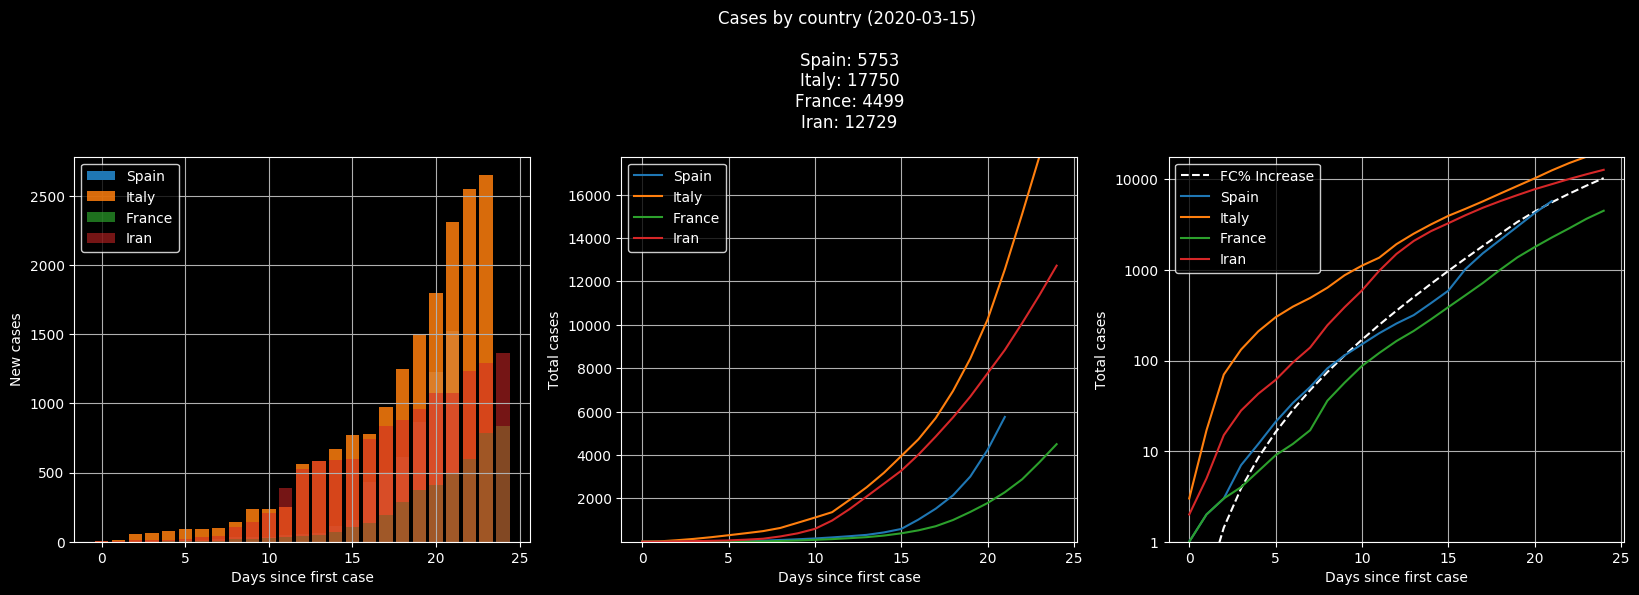 Cases by country (2020-03-15)
Spain: 5753
Italy: 17750
France: 4499
Iran: 12729
New cases
2500
2000
1500
1000
500
0
Spain
Italy
France
Iran
0 5 10 15 20 25
Days since first case
Total cases
16000
14000
12000
10000
8000
6000
4000
2000
Spain
Italy
France
Iran
0 5 10 15 20 25
Days since first case
Total cases
10000
1000
100
10
1
FC% Increase
Spain
Italy
France
Iran
0 5 10 15 20 25
Days since first case